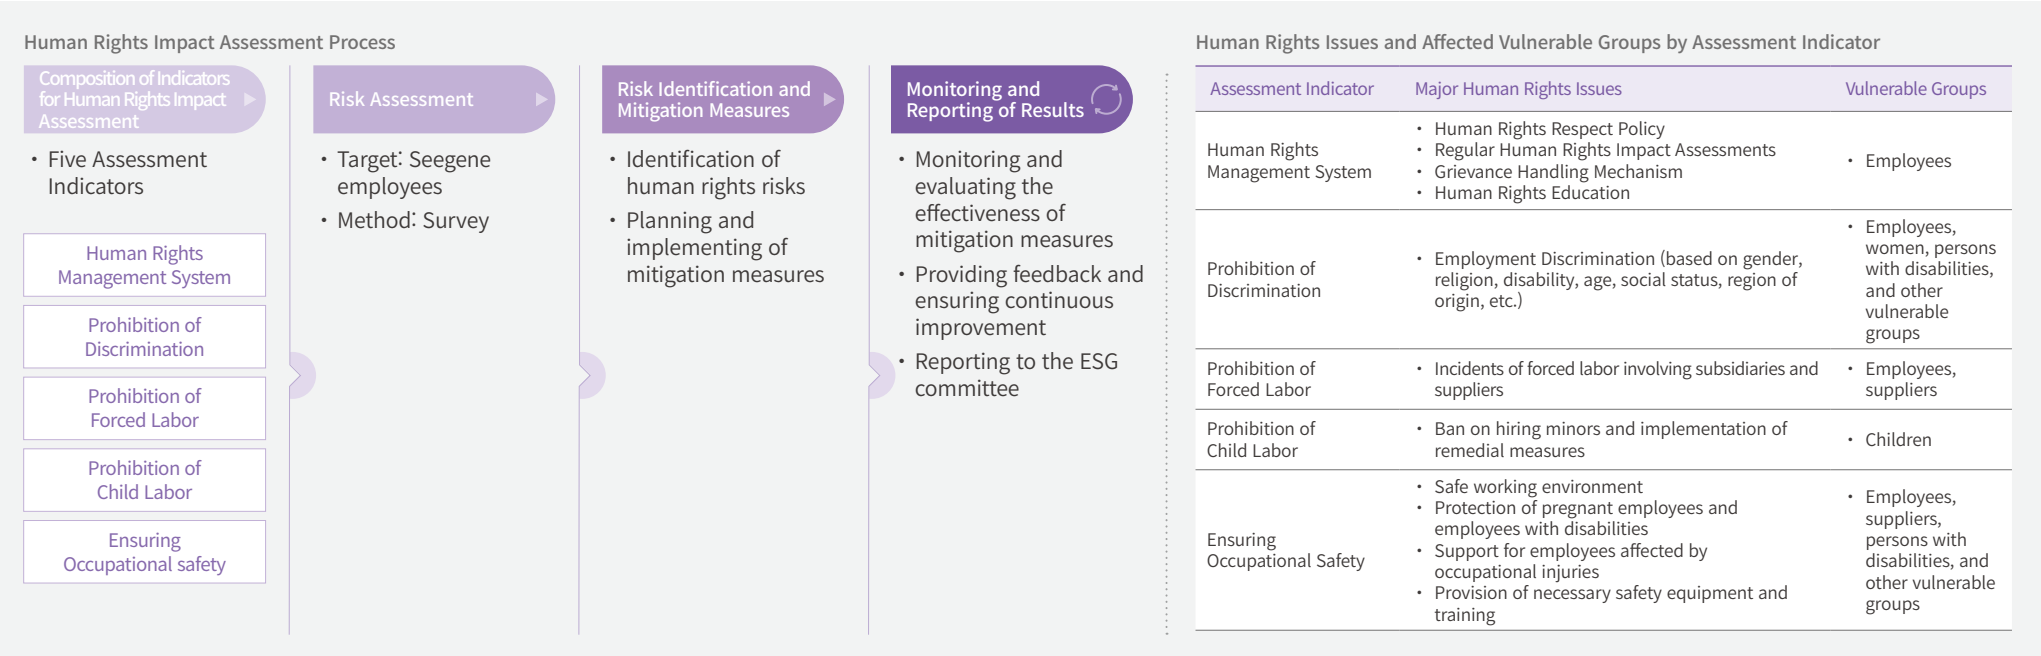 Human Rights Impact Assessment Process
Composition of Indicators
for Human Rights Impact
Assessment
• Five Assessment
Indicators
Human Rights
Management System
Prohibition of
Discrimination
Prohibition of
Forced Labor
Prohibition of
Child Labor
Ensuring
Occupational safety
Risk Assessment
• Target: Seegene
employees
• Method: Survey
Risk Identification and
Mitigation Measures
• Identification of
human rights risks
• Planning and
implementing of
mitigation measures
Monitoring and
Reporting of Results
• Monitoring and
evaluating the
effectiveness of
mitigation measures
• Providing feedback and
ensuring continuous
improvement
• Reporting to the ESG
committee
Human Rights Issues and Affected Vulnerable Groups by Assessment Indicator
Assessment Indicator
Major Human Rights Issues
Vulnerable Groups
Human Rights
Management System
• Human Rights Respect Policy
• Regular Human Rights Impact Assessments
• Grievance Handling Mechanism
• Human Rights Education
• Employees
Prohibition of
Discrimination
• Employment Discrimination (based on gender,
religion, disability, age, social status, region of
origin, etc.)
• Employees,
women, persons
with disabilities,
and other
vulnerable
groups
Prohibition of
Forced Labor
• Incidents of forced labor involving subsidiaries and
suppliers
• Employees,
suppliers
Prohibition of
Child Labor
• Ban on hiring minors and implementation of
remedial measures
• Children
Ensuring
Occupational Safety
• Safe working environment
• Protection of pregnant employees and
employees with disabilities
• Support for employees affected by
occupational injuries
• Provision of necessary safety equipment and
training
• Employees,
suppliers,
persons with
disabilities, and
other vulnerable
groups